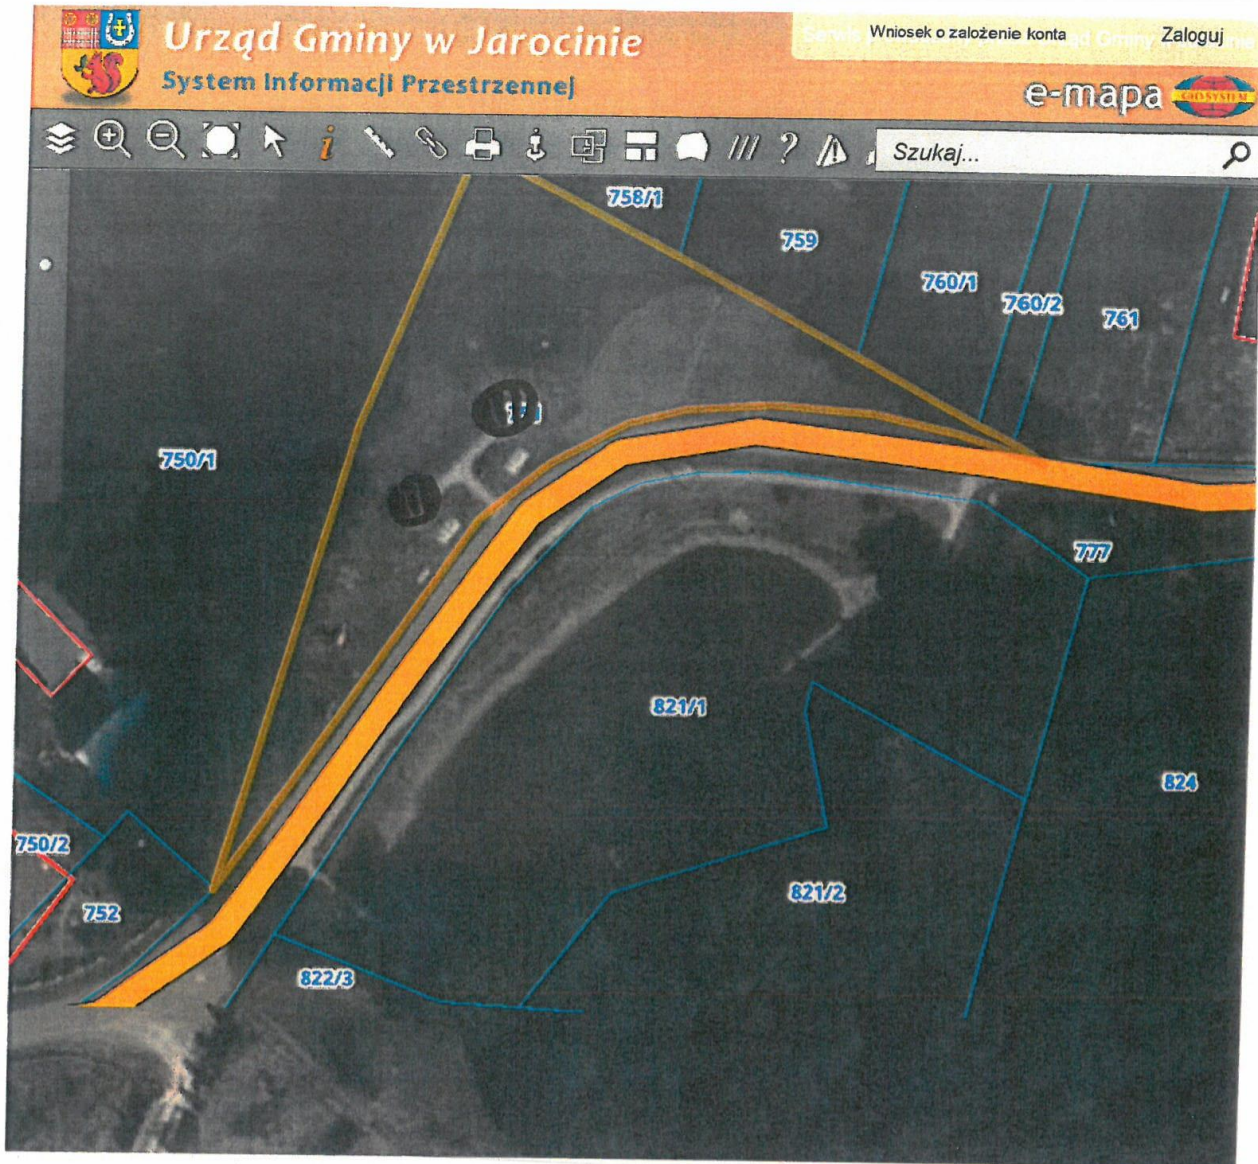 Urząd Gminy w Jarocinie
System Informacji Przestrzennej
Wniosek o założenie konta
Zaloguj
e-mapa
GEOSYSTEM
Szukaj...
758/1
759
760/1
760/2
761
750/1
777
821/1
824
750/2
752
821/2
822/3